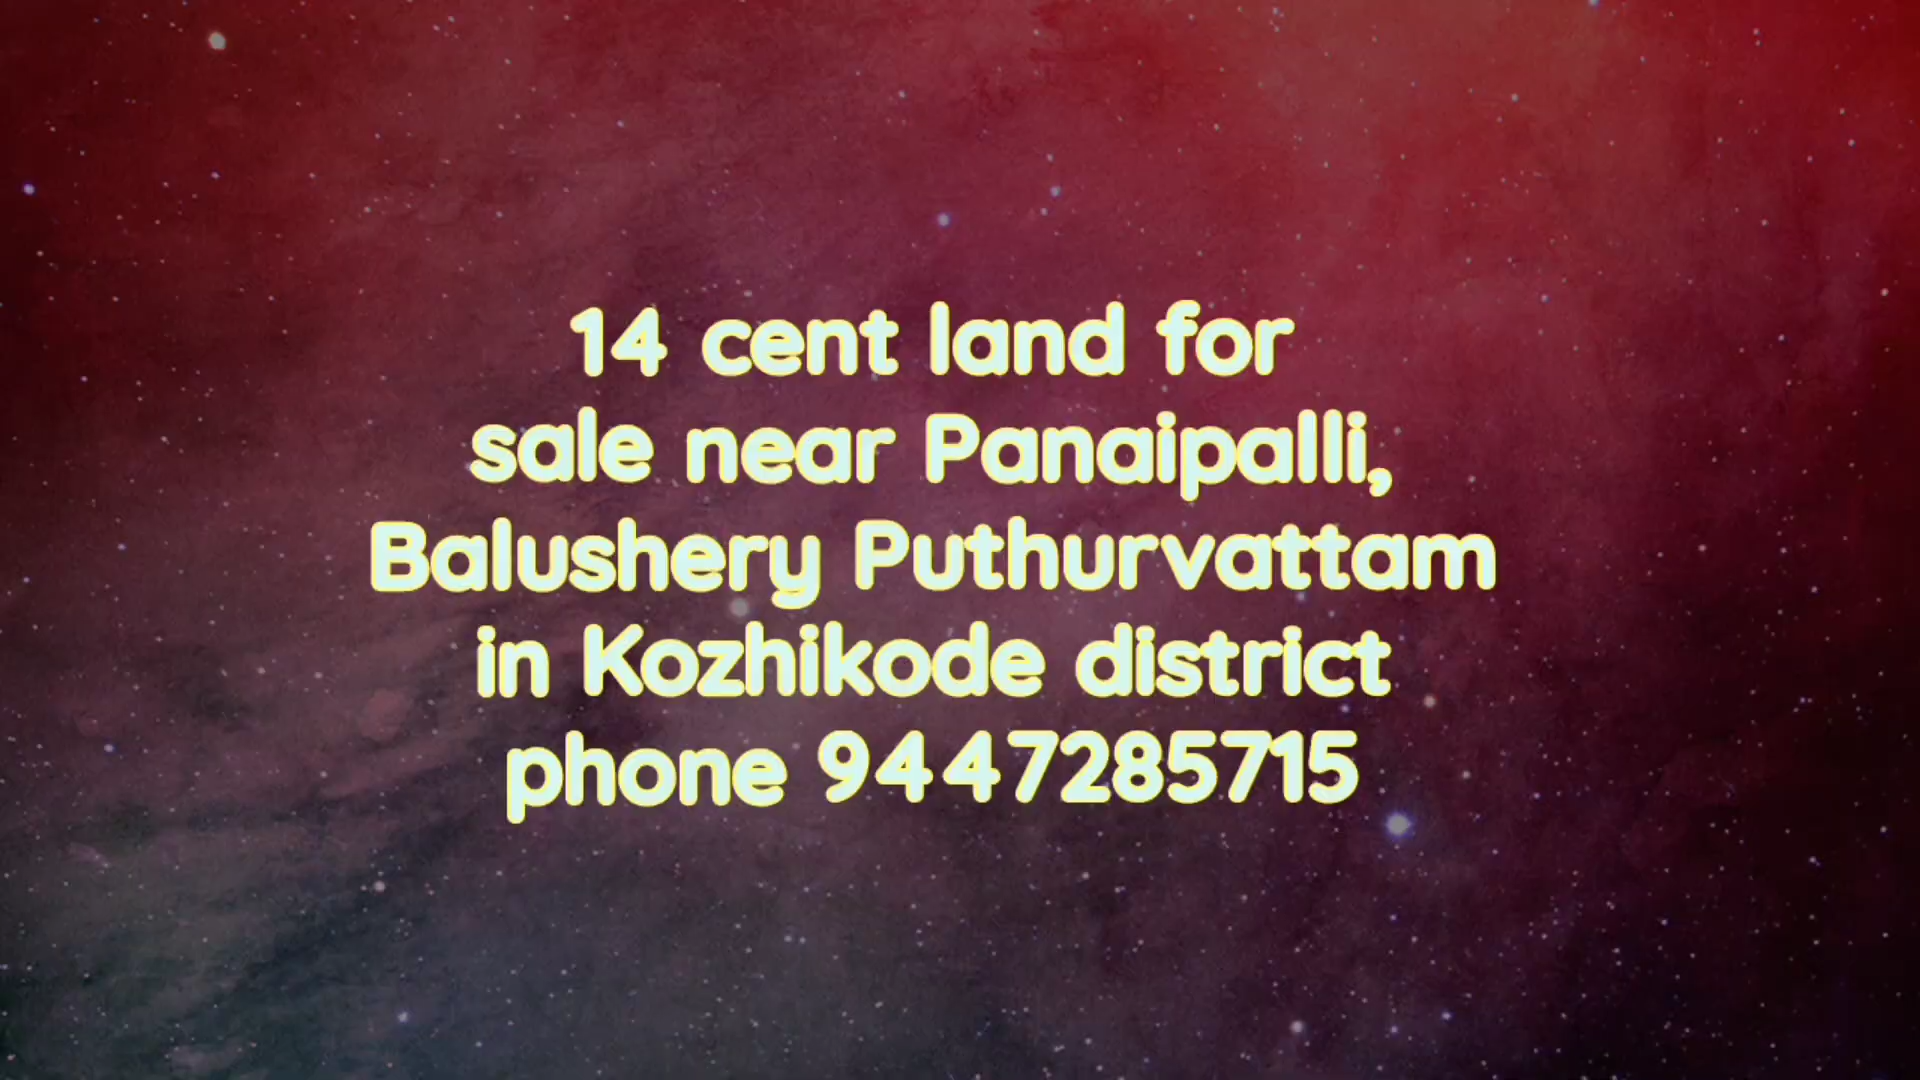 14 cent land for
sale near Panaipalli,
Balushery Puthurvattam
in Kozhikode district
phone 9447285715